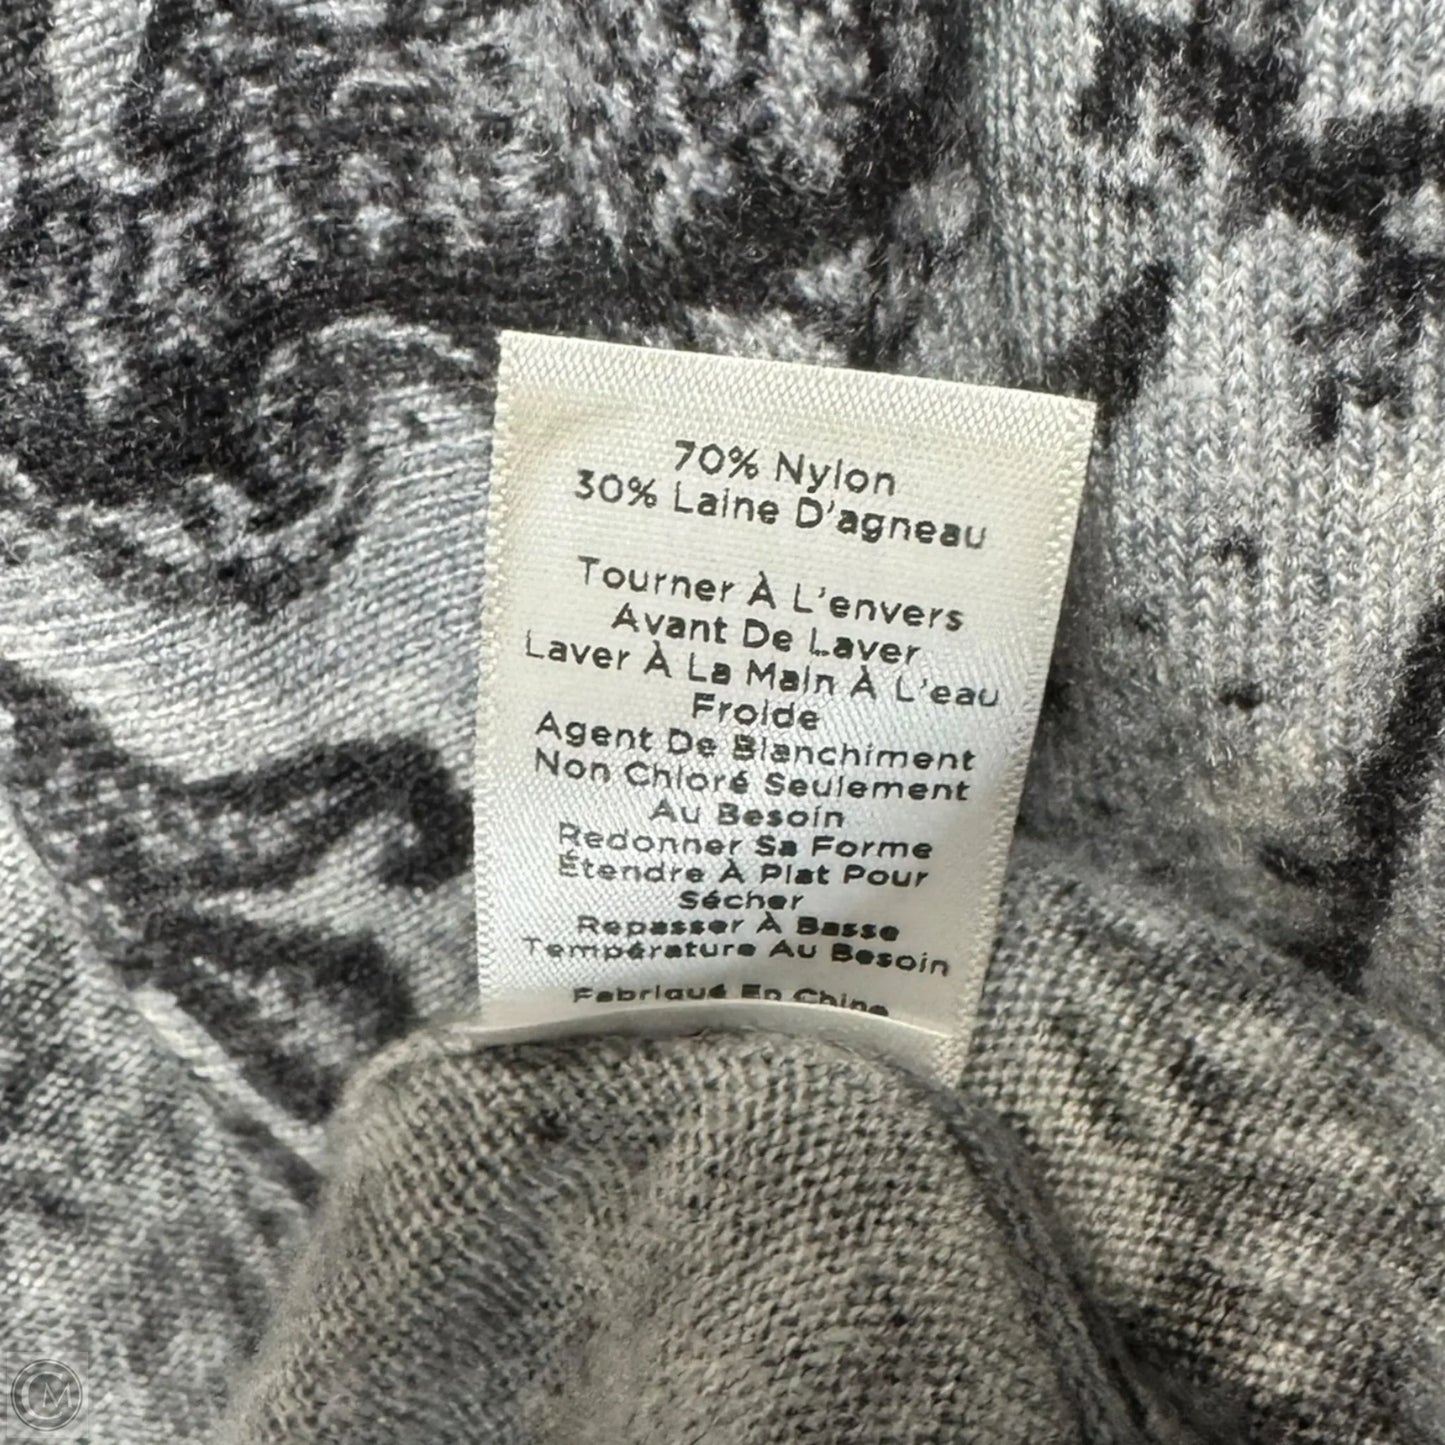 70% Nylon
30% Laine D'agneau
Tourner À L'envers
Avant De Laver
Laver À La Main À L'eau
Froide
Agent De Blanchiment
Non Chloré Seulement
Au Besoin
Redonner Sa Forme
Étendre À Plat Pour
Sécher
Repasser À Basse
Température Au Besoin
Fabriqué En Chine
CM